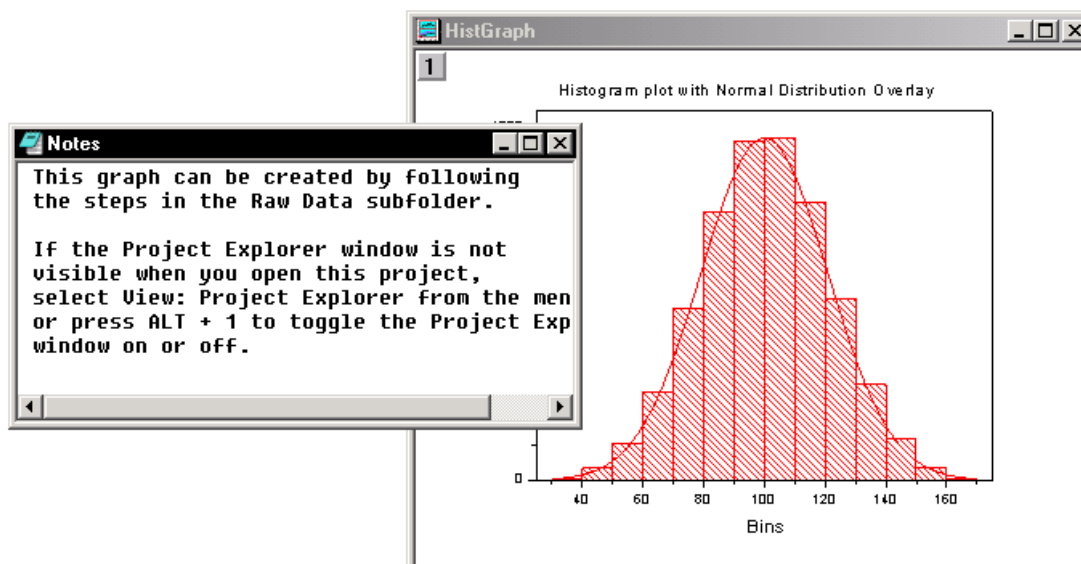 HistGraph
1
Histogram plot with Normal Distribution Overlay
Notes
This graph can be created by following
the steps in the Raw Data subfolder.
If the Project Explorer window is not
visible when you open this project,
select View: Project Explorer from the men
or press ALT + 1 to toggle the Project Exp
window on or off.
0
40 60 80 100 120 140 160
Bins